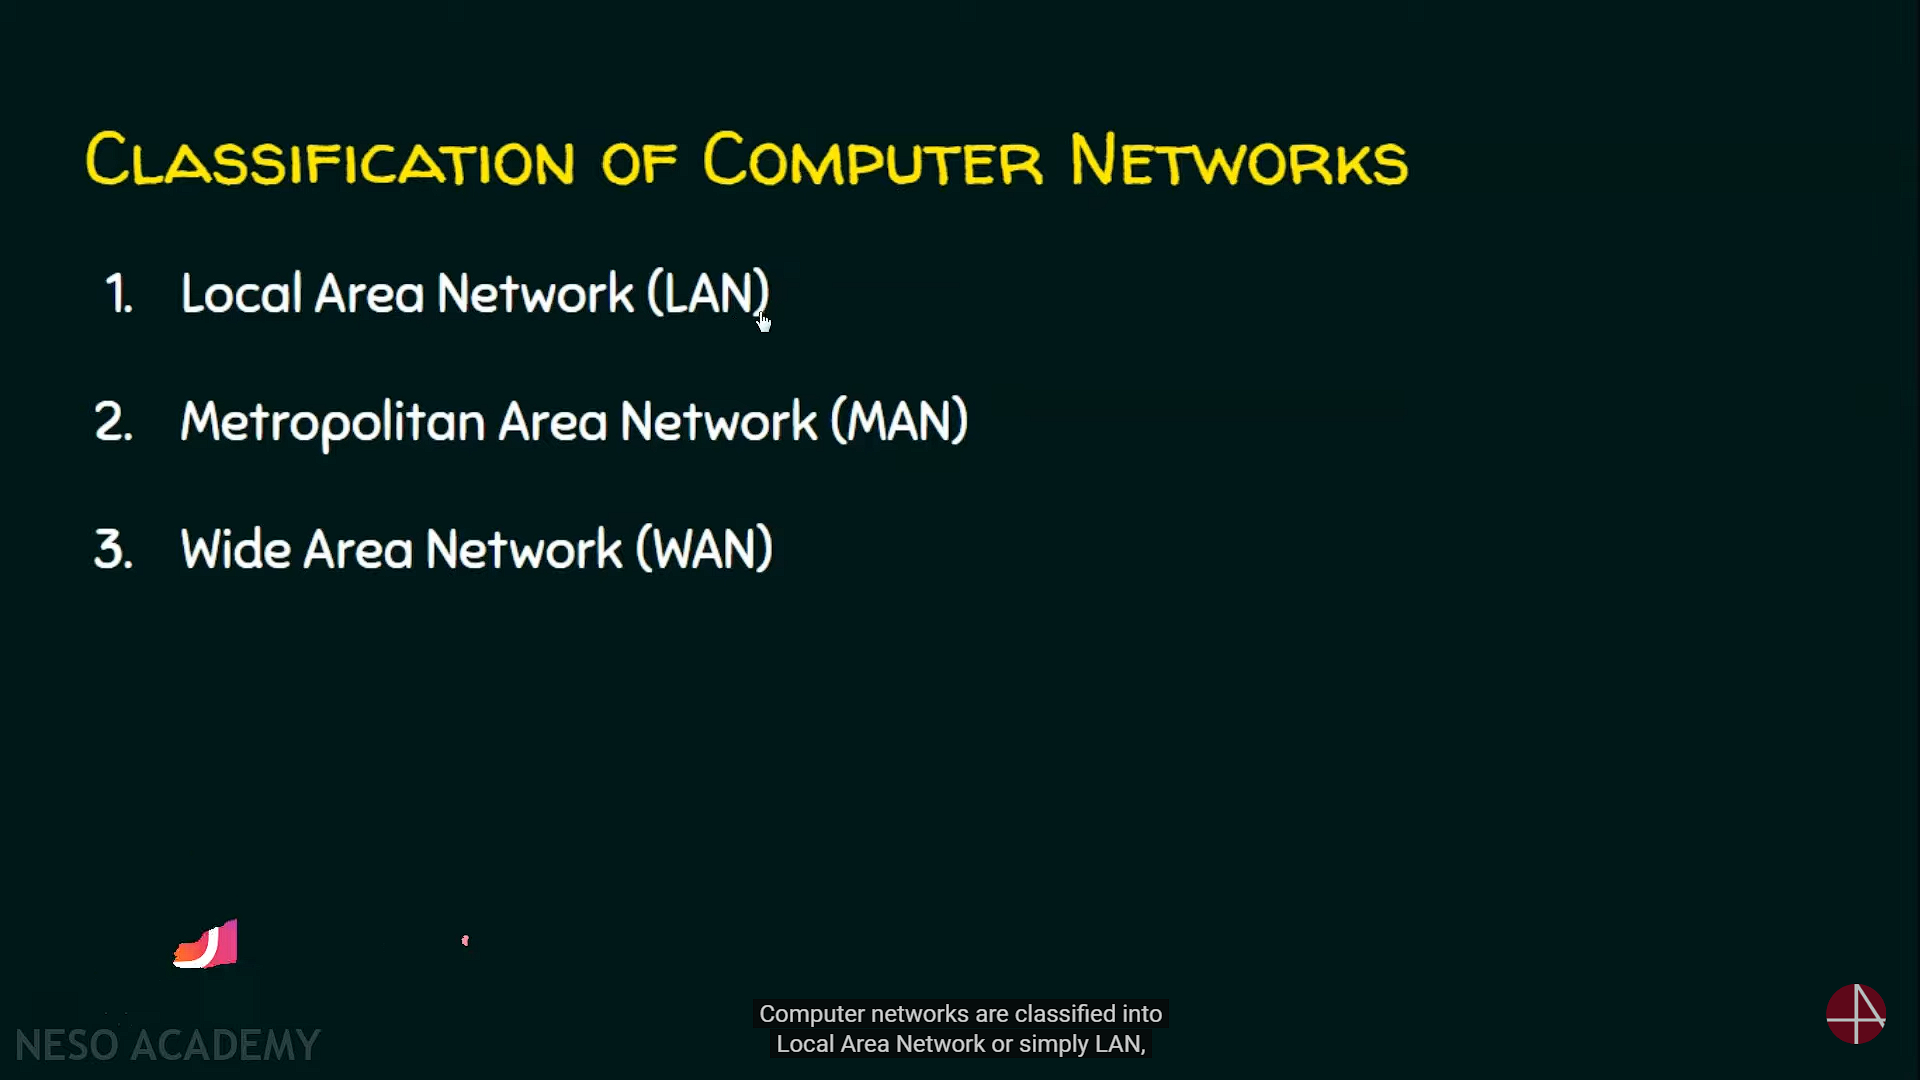 Classification of Computer Networks
1. Local Area Network (LAN)
2. Metropolitan Area Network (MAN)
3. Wide Area Network (WAN)
Computer networks are classified into
Local Area Network or simply LAN,
NESO ACADEMY